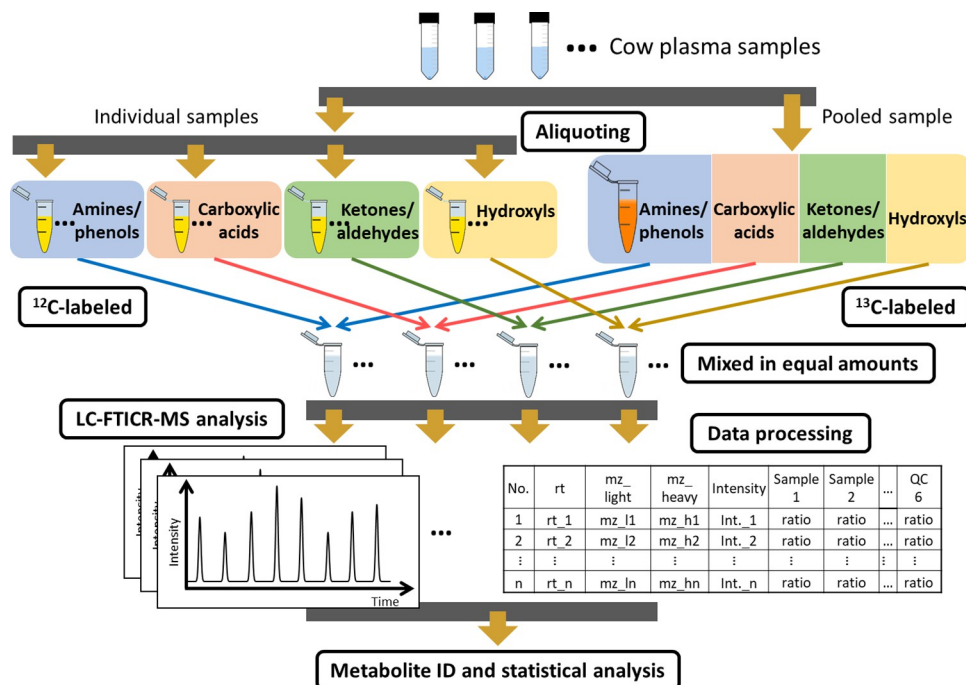 ••• Cow plasma samples
Individual samples
Aliquoting
Pooled sample
Amines/
phenols
Carboxylic
acids
Ketones/
aldehydes
Hydroxyls
Amines/
phenols
Carboxylic
acids
Ketones/
aldehydes
Hydroxyls
¹²C-labeled
¹³C-labeled
Mixed in equal amounts
LC-FTICR-MS analysis
Data processing
Intensity
Time
No. rt mz_light mz_heavy Intensity Sample 1 Sample 2 ... QC 6
1 rt_1 mz_l1 mz_h1 Int._1 ratio ratio ... ratio
2 rt_2 mz_l2 mz_h2 Int._2 ratio ratio ... ratio
⋮ ⋮ ⋮ ⋮ ⋮ ⋮ ⋮ ⋮ ⋮
n rt_n mz_ln mz_hn Int._n ratio ratio ... ratio
Metabolite ID and statistical analysis